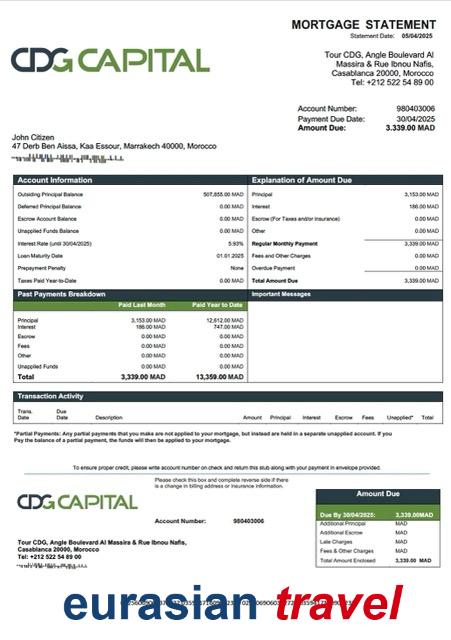 MORTGAGE STATEMENT
Statement Date: 05/04/2025
CDG CAPITAL
Tour CDG, Angle Boulevard Al
Massira & Rue Ibnou Nafis,
Casablanca 20000, Morocco
Tel: +212 522 54 89 00
Account Number: 980403006
Payment Due Date: 30/04/2025
Amount Due: 3.339.00 MAD
John Citizen
47 Derb Ben Aissa, Kaa Essour, Marrakech 40000, Morocco
Account Information
Outsiding Principal Balance 507,855.00 MAD
Deferred Principal Balance 0.00 MAD
Escrow Account Balance 0.00 MAD
Unapplied Funds Balance 0.00 MAD
Interest Rate (until 30/04/2025) 5.93%
Loan Maturity Date 01.01.2025
Prepayment Penalty None
Taxes Paid Year-to-Date 0.00 MAD
Explanation of Amount Due
Principal 3,153.00 MAD
Interest 186.00 MAD
Escrow (For Taxes and/or insurance) 0.00 MAD
Other 0.00 MAD
Regular Monthly Payment 3,339.00 MAD
Fees and Other Charges 0.00 MAD
Overdue Payment 0.00 MAD
Total Amount Due 3,339.00 MAD
Past Payments Breakdown
Paid Last Month Paid Year to Date
Principal 3,153.00 MAD 12,612.00 MAD
Interest 186.00 MAD 747.00 MAD
Escrow 0.00 MAD 0.00 MAD
Fees 0.00 MAD 0.00 MAD
Other 0.00 MAD 0.00 MAD
Unapplied Funds 0.00 MAD 0.00 MAD
Total 3,339.00 MAD 13,359.00 MAD
Important Messages
Transaction Activity
Trans. Date Due Date Description Amount Principal Interest Escrow Fees Unapplied* Total
*Partial Payments: Any partial payments that you make are not applied to your mortgage, but instead are held in a separate unapplied account. If you
Pay the balance of a partial payment, the funds will then be applied to your mortgage.
To ensure proper credit, please write account number on check and return this stub along with your payment in envelope provided.
Please check this box and complete reverse side if there
is a change in billing address or insurance information.
CDG CAPITAL
Account Number: 980403006
Tour CDG, Angle Boulevard Al Massira & Rue Ibnou Nafis,
Casablanca 20000, Morocco
Tel: +212 522 54 89 00
Amount Due
Due By 30/04/2025: 3,339.00MAD
Additional Principal MAD
Additional Escrow MAD
Late Charges MAD
Fees & Other Charges MAD
Total Amount Enclosed 3,339.00 MAD
eurasian travel